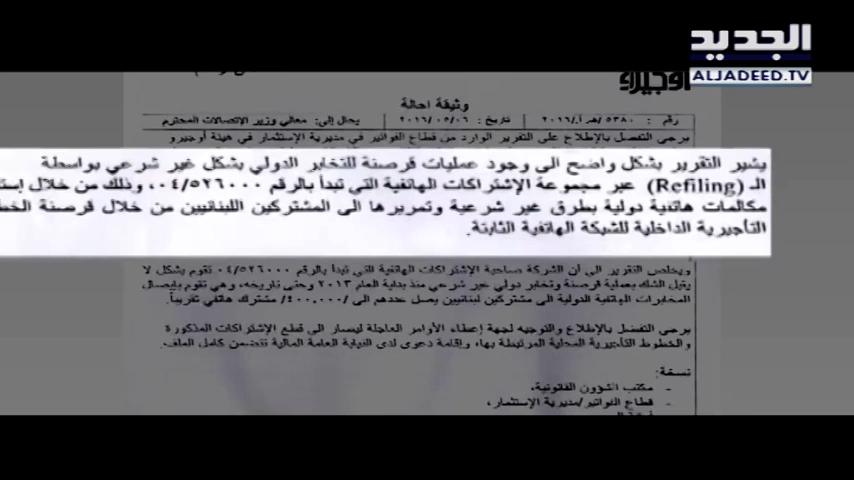 الجديد
ALJADEED.TV
اوجيرو
وثيقة احالة
رقم : ٥٣٨٠/هـ أ/٢٠١٦ تاريخ : ٢٠١٦/٠٥/٠٦ يحال إلى: معالي وزير الإتصالات المحترم
يرجى التفضل بالإطلاع على التقرير الوارد من قطاع الفواتير في مديرية الإستثمار في هيئة أوجيرو
يشير التقرير بشكل واضح الى وجود عمليات قرصنة للتخابر الدولي بشكل غير شرعي بواسطة
الـ (Refiling) عبر مجموعة الإشتراكات الهاتفية التي تبدأ بالرقم ٠٤/٥٢٦٠٠٠، وذلك من خلال إست
مكالمات هاتفية دولية بطرق غير شرعية وتمريرها الى المشتركين اللبنانيين من خلال قرصنة الخط
التأجيرية الداخلية للشبكة الهاتفية الثابتة.
ويخلص التقرير الى أن الشركة صاحبة الإشتراكات الهاتفية التي تبدأ بالرقم ٠٤/٥٢٦٠٠٠ تقوم بشكل لا
يقبل الشك بعملية قرصنة وتخابر دولي غير شرعي منذ بداية العام ٢٠١٣ وحتى تاريخه، وهي تقوم بإيصال
المخابرات الهاتفية الدولية الى مشتركين لبنانيين يصل عددهم الى /٤٠٠,٠٠٠/ مشترك هاتفي تقريباً.
يرجى التفضل بالإطلاع والتوجيه لجهة إعطاء الأوامر العاجلة ليصار الى قطع الإشتراكات المذكورة
والخطوط التأجيرية المحلية المرتبطة بها، وإقامة دعوى لدى النيابة العامة المالية تتضمن كامل الملف.
نسخة:
- مكتب الشؤون القانونية.
- قطاع الفواتير/مديرية الإستثمار،